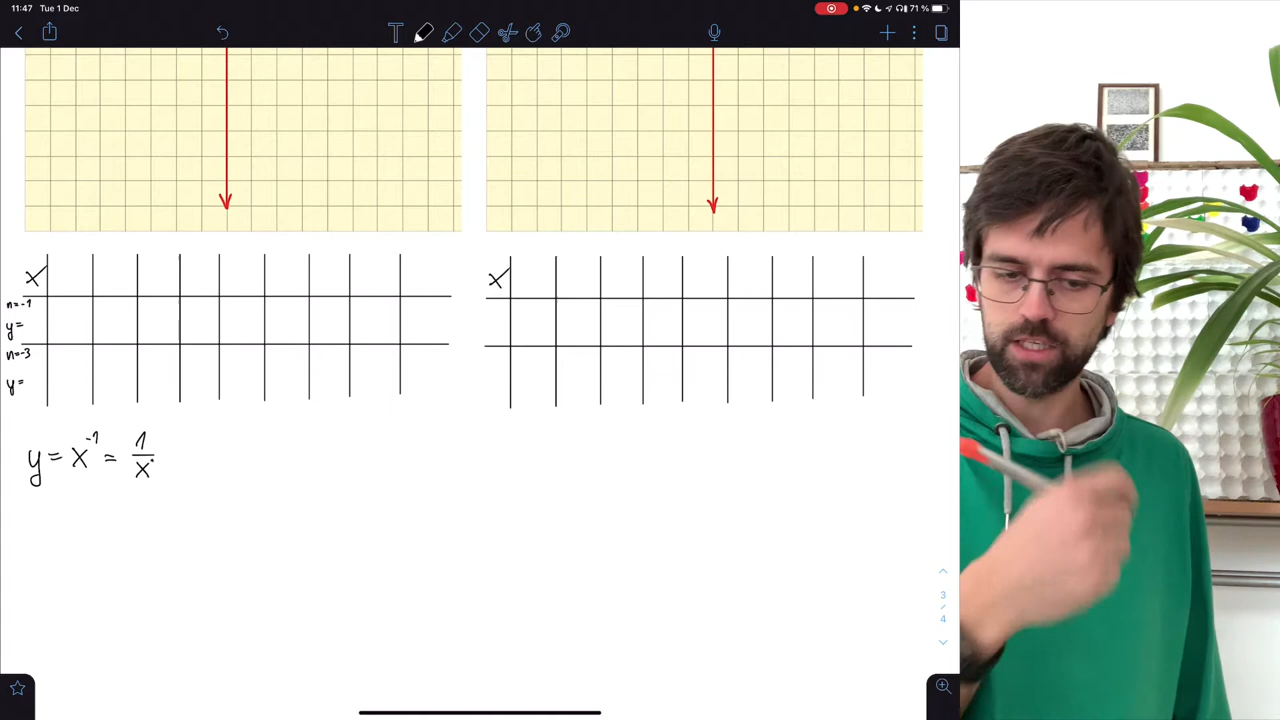 11:47 Tue 1 Dec
71 %
T
x
x
n=-1
y=
n=-3
y=
y = x⁻¹ = 1/x
3
/
4